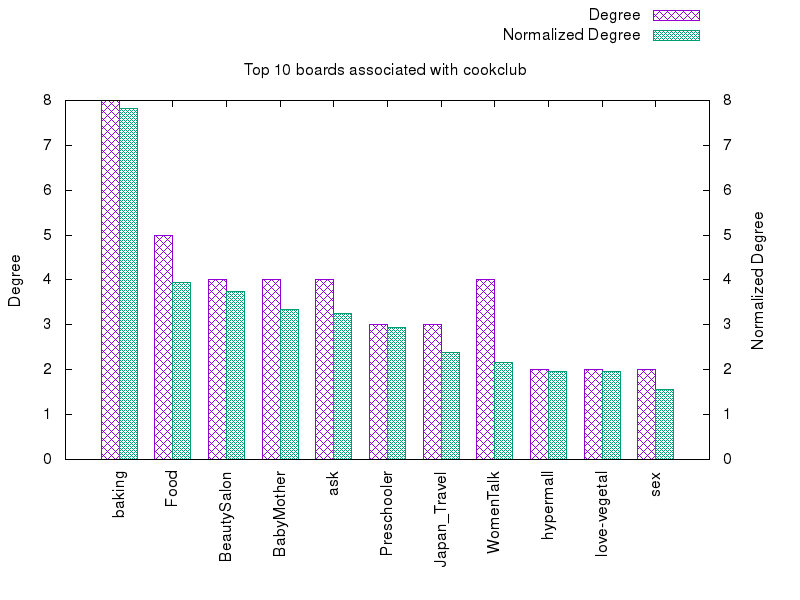 Degree
Normalized Degree
Top 10 boards associated with cookclub
8
7
6
5
4
3
2
1
0
8
7
6
5
4
3
2
1
0
Degree
Normalized Degree
baking
Food
BeautySalon
BabyMother
ask
Preschooler
Japan_Travel
WomenTalk
hypermall
love-vegetal
sex